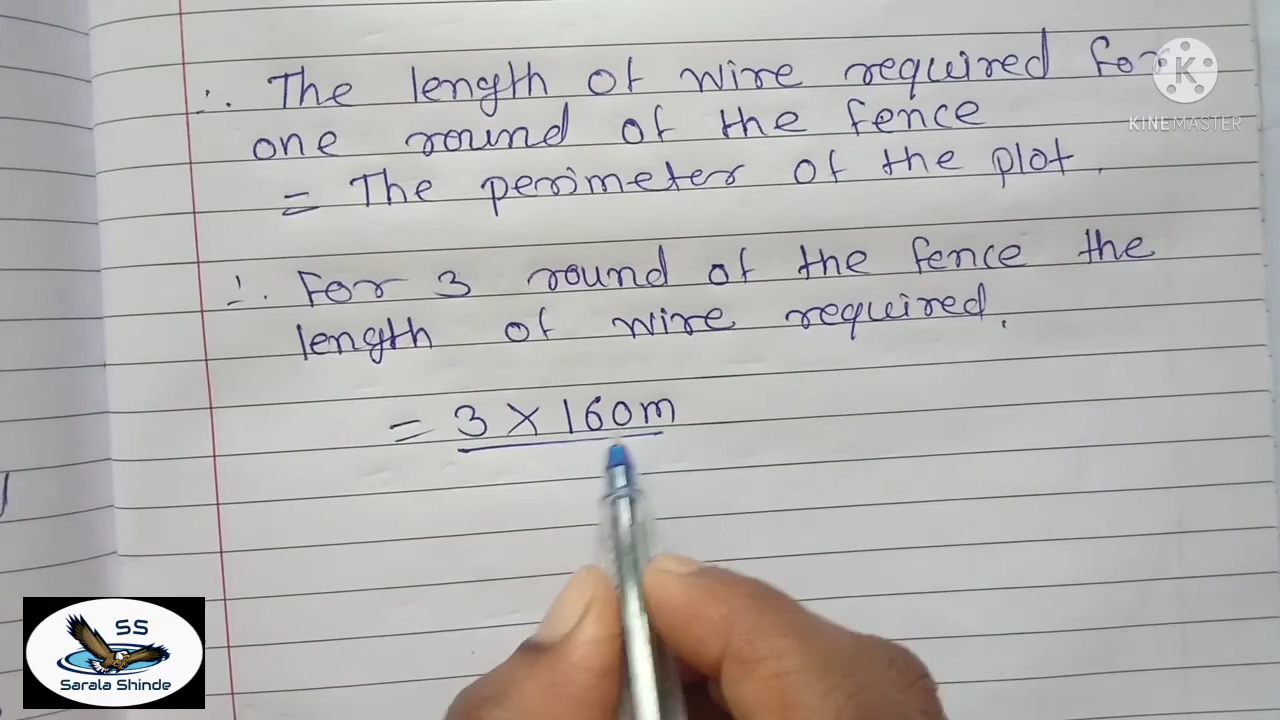 ∴ The length of wire required for
one round of the fence
= The perimeter of the plot.
∴ For 3 round of the fence the
length of wire required.
= 3 × 160m
KINEMASTER
SS
Sarala Shinde